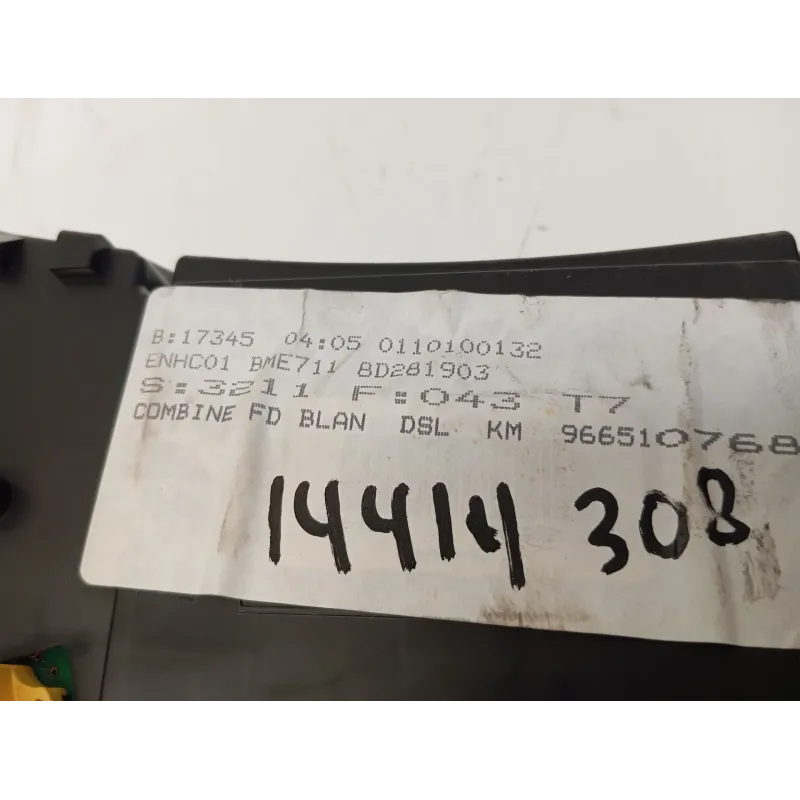 B:17345 04:05 0110100132
ENHC01 BME711 8D281903
S:3211 F:043 T7
COMBINE FD BLAN DSL KM 966510768
14414 308